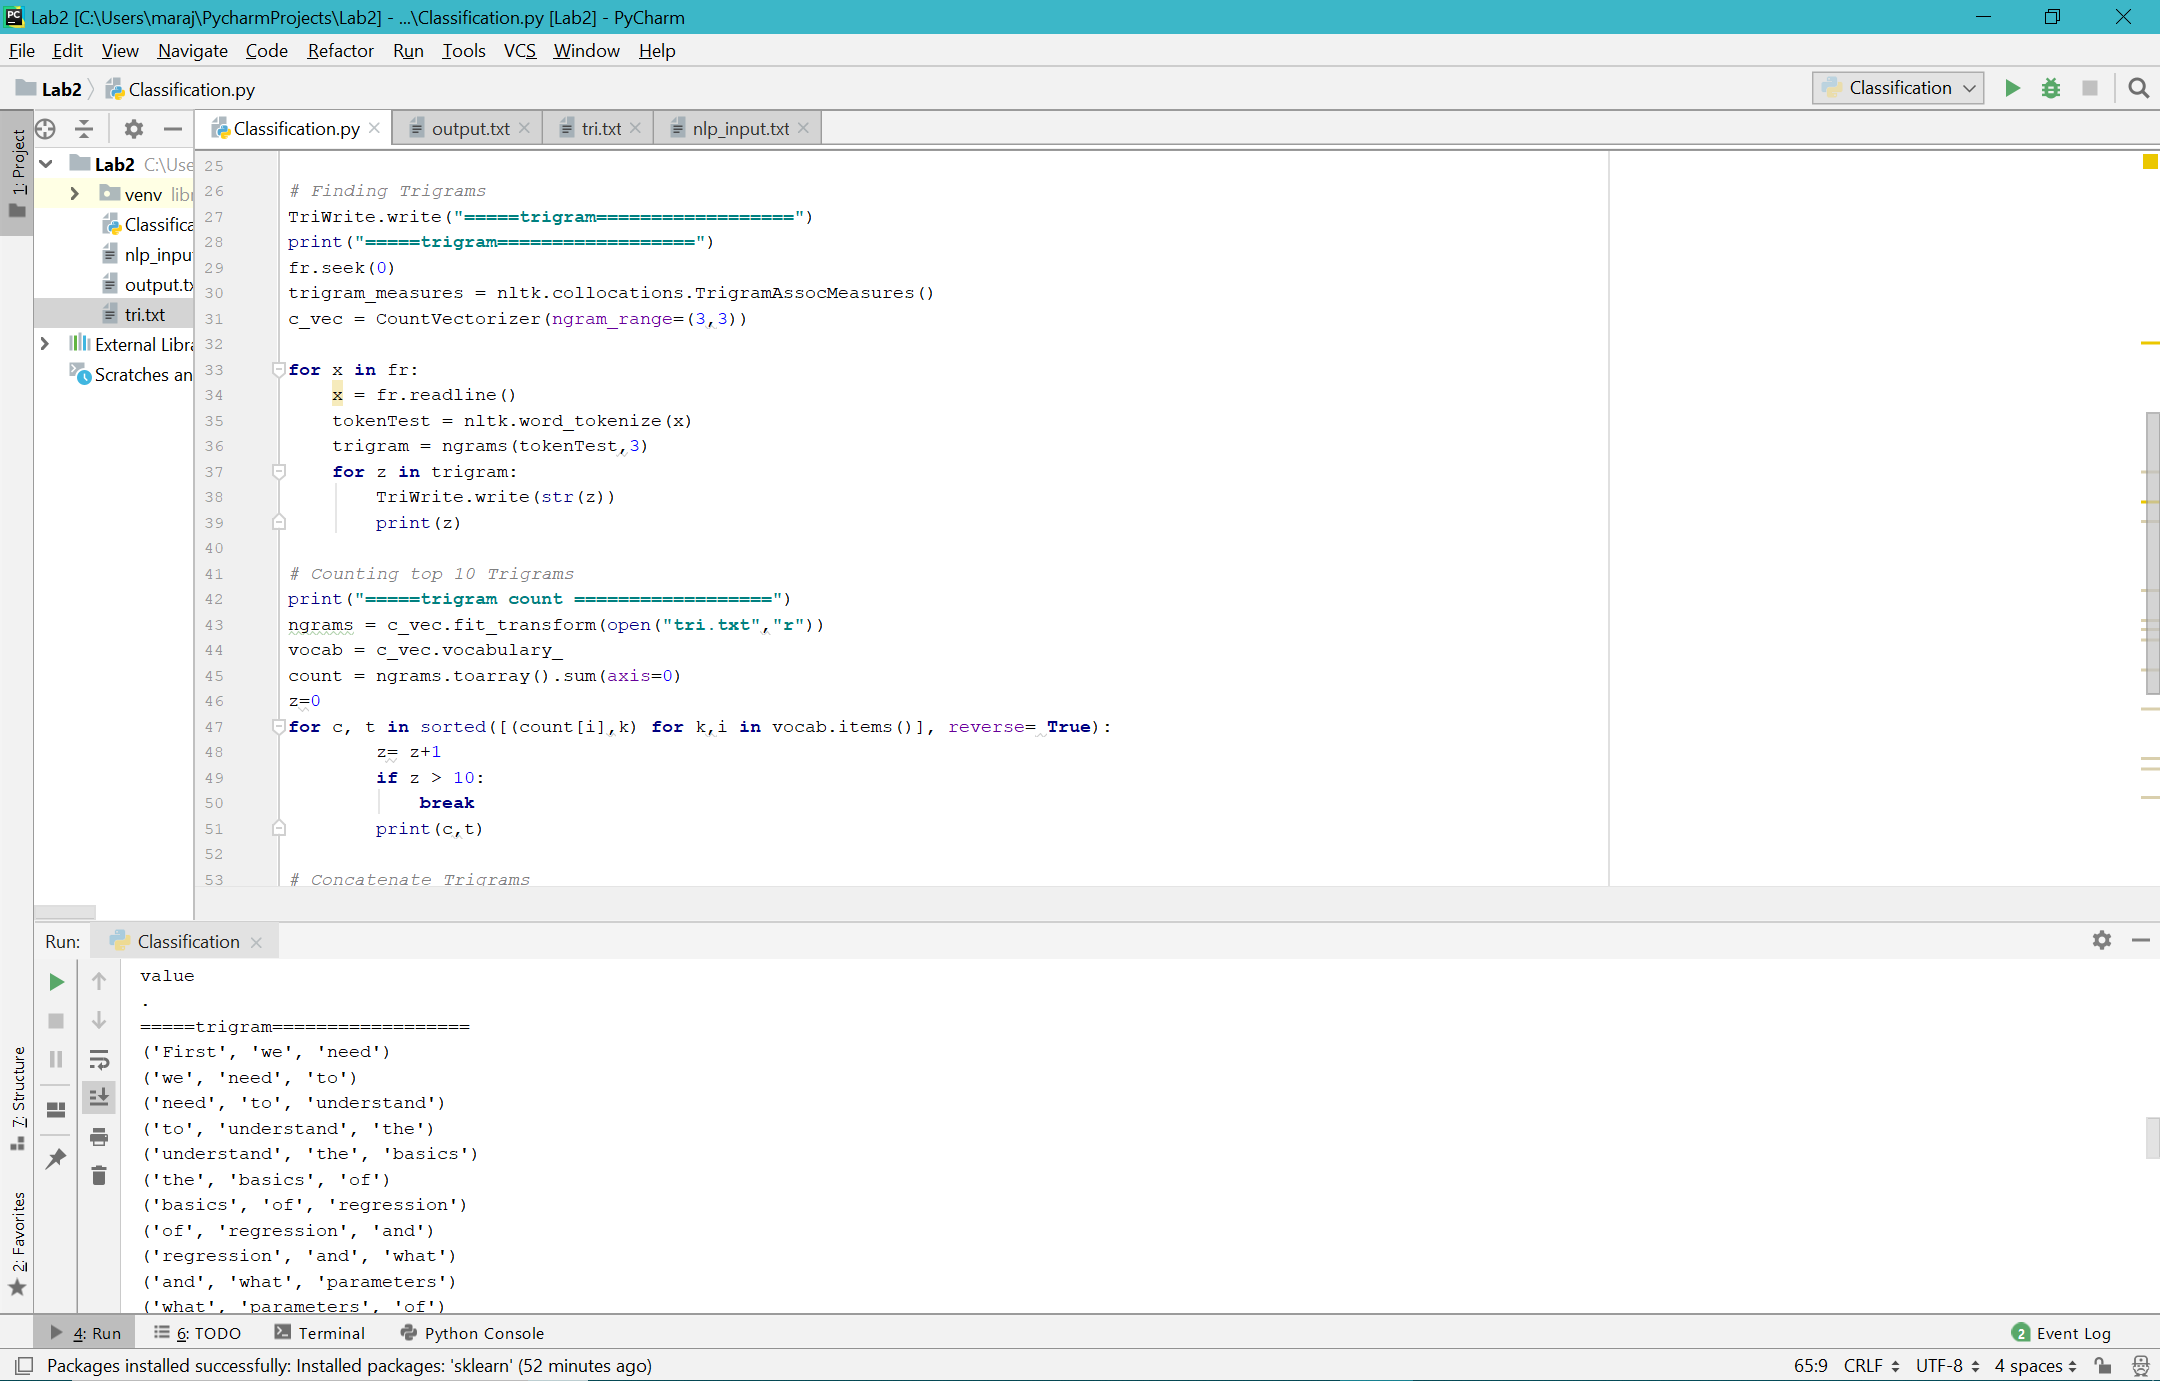 Lab2 [C:\Users\maraj\PycharmProjects\Lab2] - ...\Classification.py [Lab2] - PyCharm
File Edit View Navigate Code Refactor Run Tools VCS Window Help
Lab2 Classification.py
Classification
1: Project
Classification.py output.txt tri.txt nlp_input.txt
Lab2 C:\Use
venv libr
Classifica
nlp_inpu
output.tx
tri.txt
External Libra
Scratches an
25
26 # Finding Trigrams
27 TriWrite.write("=====trigram==================")
28 print("=====trigram==================")
29 fr.seek(0)
30 trigram_measures = nltk.collocations.TrigramAssocMeasures()
31 c_vec = CountVectorizer(ngram_range=(3,3))
32
33 for x in fr:
34     x = fr.readline()
35     tokenTest = nltk.word_tokenize(x)
36     trigram = ngrams(tokenTest,3)
37     for z in trigram:
38         TriWrite.write(str(z))
39         print(z)
40
41 # Counting top 10 Trigrams
42 print("=====trigram count ==================")
43 ngrams = c_vec.fit_transform(open("tri.txt","r"))
44 vocab = c_vec.vocabulary_
45 count = ngrams.toarray().sum(axis=0)
46 z=0
47 for c, t in sorted([(count[i],k) for k,i in vocab.items()], reverse= True):
48         z= z+1
49         if z > 10:
50             break
51         print(c,t)
52
53 # Concatenate Trigrams
Run: Classification
value
.
=====trigram==================
('First', 'we', 'need')
('we', 'need', 'to')
('need', 'to', 'understand')
('to', 'understand', 'the')
('understand', 'the', 'basics')
('the', 'basics', 'of')
('basics', 'of', 'regression')
('of', 'regression', 'and')
('regression', 'and', 'what')
('and', 'what', 'parameters')
('what', 'parameters', 'of')
7: Structure
2: Favorites
4: Run 6: TODO Terminal Python Console 2 Event Log
Packages installed successfully: Installed packages: 'sklearn' (52 minutes ago) 65:9 CRLF UTF-8 4 spaces